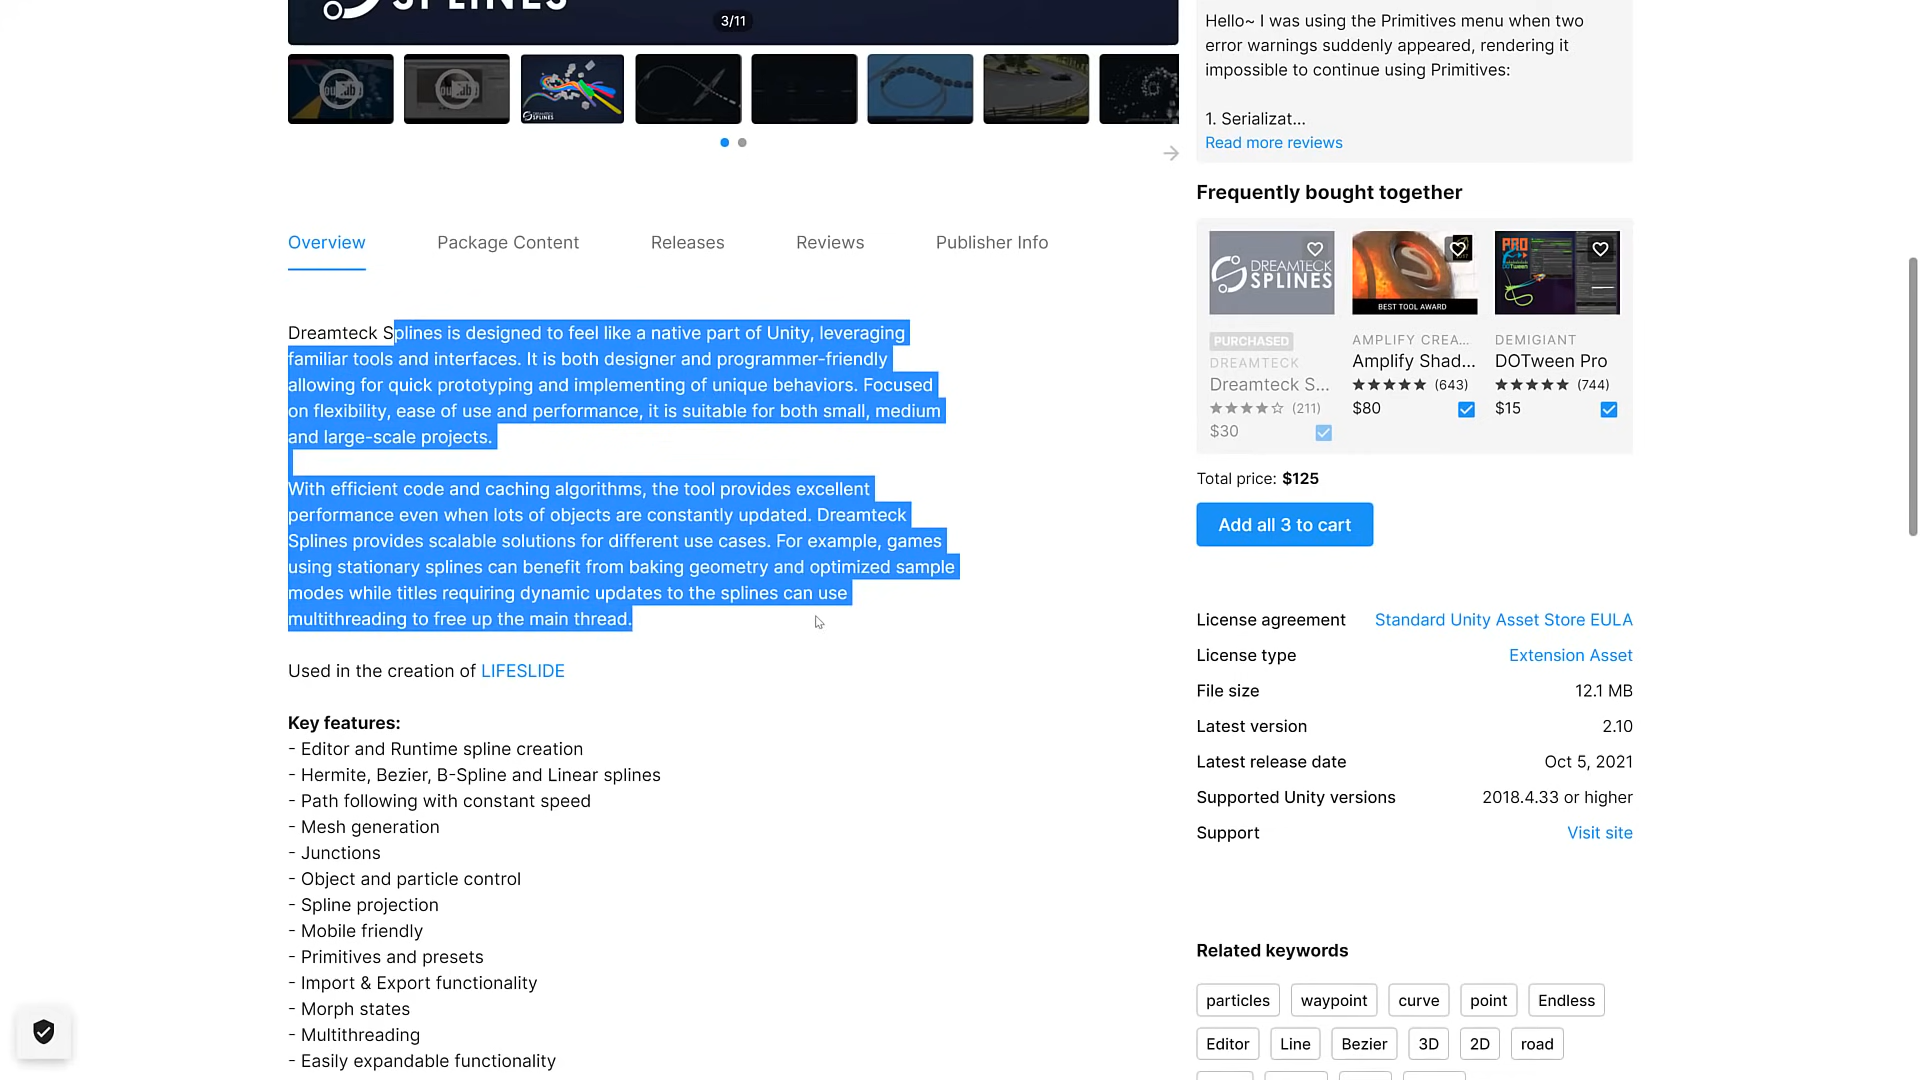 SPLINES
3/11
SPLINES
Hello~ I was using the Primitives menu when two
error warnings suddenly appeared, rendering it
impossible to continue using Primitives:
1. Serializat...
Read more reviews
Overview
Package Content
Releases
Reviews
Publisher Info
Dreamteck Splines is designed to feel like a native part of Unity, leveraging
familiar tools and interfaces. It is both designer and programmer-friendly
allowing for quick prototyping and implementing of unique behaviors. Focused
on flexibility, ease of use and performance, it is suitable for both small, medium
and large-scale projects.
With efficient code and caching algorithms, the tool provides excellent
performance even when lots of objects are constantly updated. Dreamteck
Splines provides scalable solutions for different use cases. For example, games
using stationary splines can benefit from baking geometry and optimized sample
modes while titles requiring dynamic updates to the splines can use
multithreading to free up the main thread.
Used in the creation of LIFESLIDE
Key features:
- Editor and Runtime spline creation
- Hermite, Bezier, B-Spline and Linear splines
- Path following with constant speed
- Mesh generation
- Junctions
- Object and particle control
- Spline projection
- Mobile friendly
- Primitives and presets
- Import & Export functionality
- Morph states
- Multithreading
- Easily expandable functionality
Frequently bought together
DREAMTECK
SPLINES
PURCHASED
DREAMTECK
Dreamteck S...
(211)
$30
BEST TOOL AWARD
AMPLIFY CREA...
Amplify Shad...
(643)
$80
PRO
DOTween
DEMIGIANT
DOTween Pro
(744)
$15
Total price: $125
Add all 3 to cart
License agreement Standard Unity Asset Store EULA
License type Extension Asset
File size 12.1 MB
Latest version 2.10
Latest release date Oct 5, 2021
Supported Unity versions 2018.4.33 or higher
Support Visit site
Related keywords
particles waypoint curve point Endless
Editor Line Bezier 3D 2D road